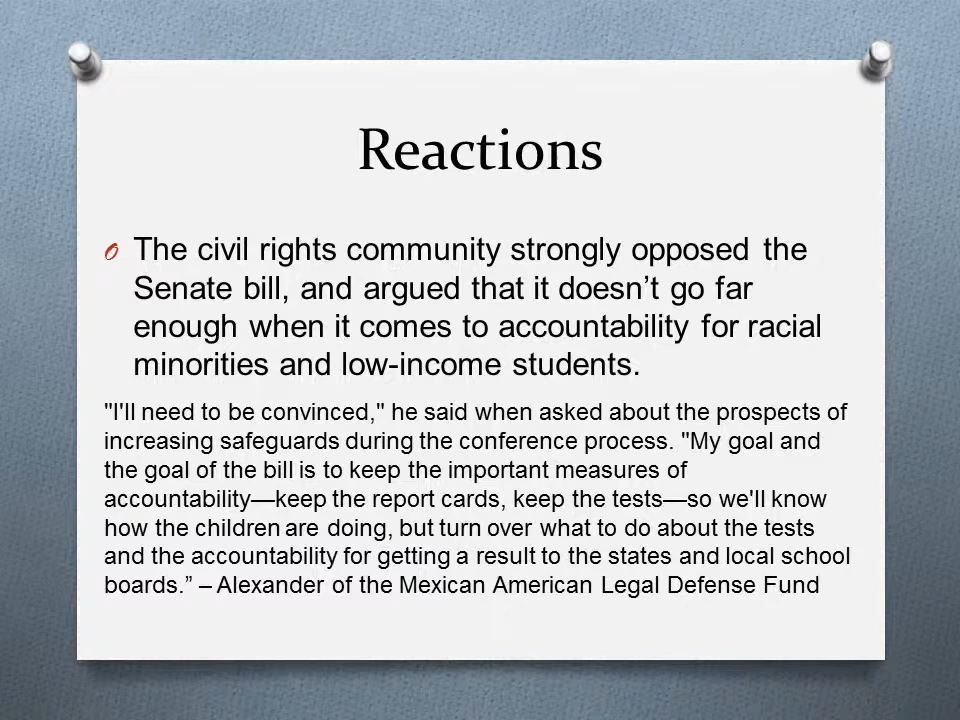 Reactions
The civil rights community strongly opposed the
Senate bill, and argued that it doesn’t go far
enough when it comes to accountability for racial
minorities and low-income students.
"I'll need to be convinced," he said when asked about the prospects of
increasing safeguards during the conference process. "My goal and
the goal of the bill is to keep the important measures of
accountability—keep the report cards, keep the tests—so we'll know
how the children are doing, but turn over what to do about the tests
and the accountability for getting a result to the states and local school
boards.” – Alexander of the Mexican American Legal Defense Fund